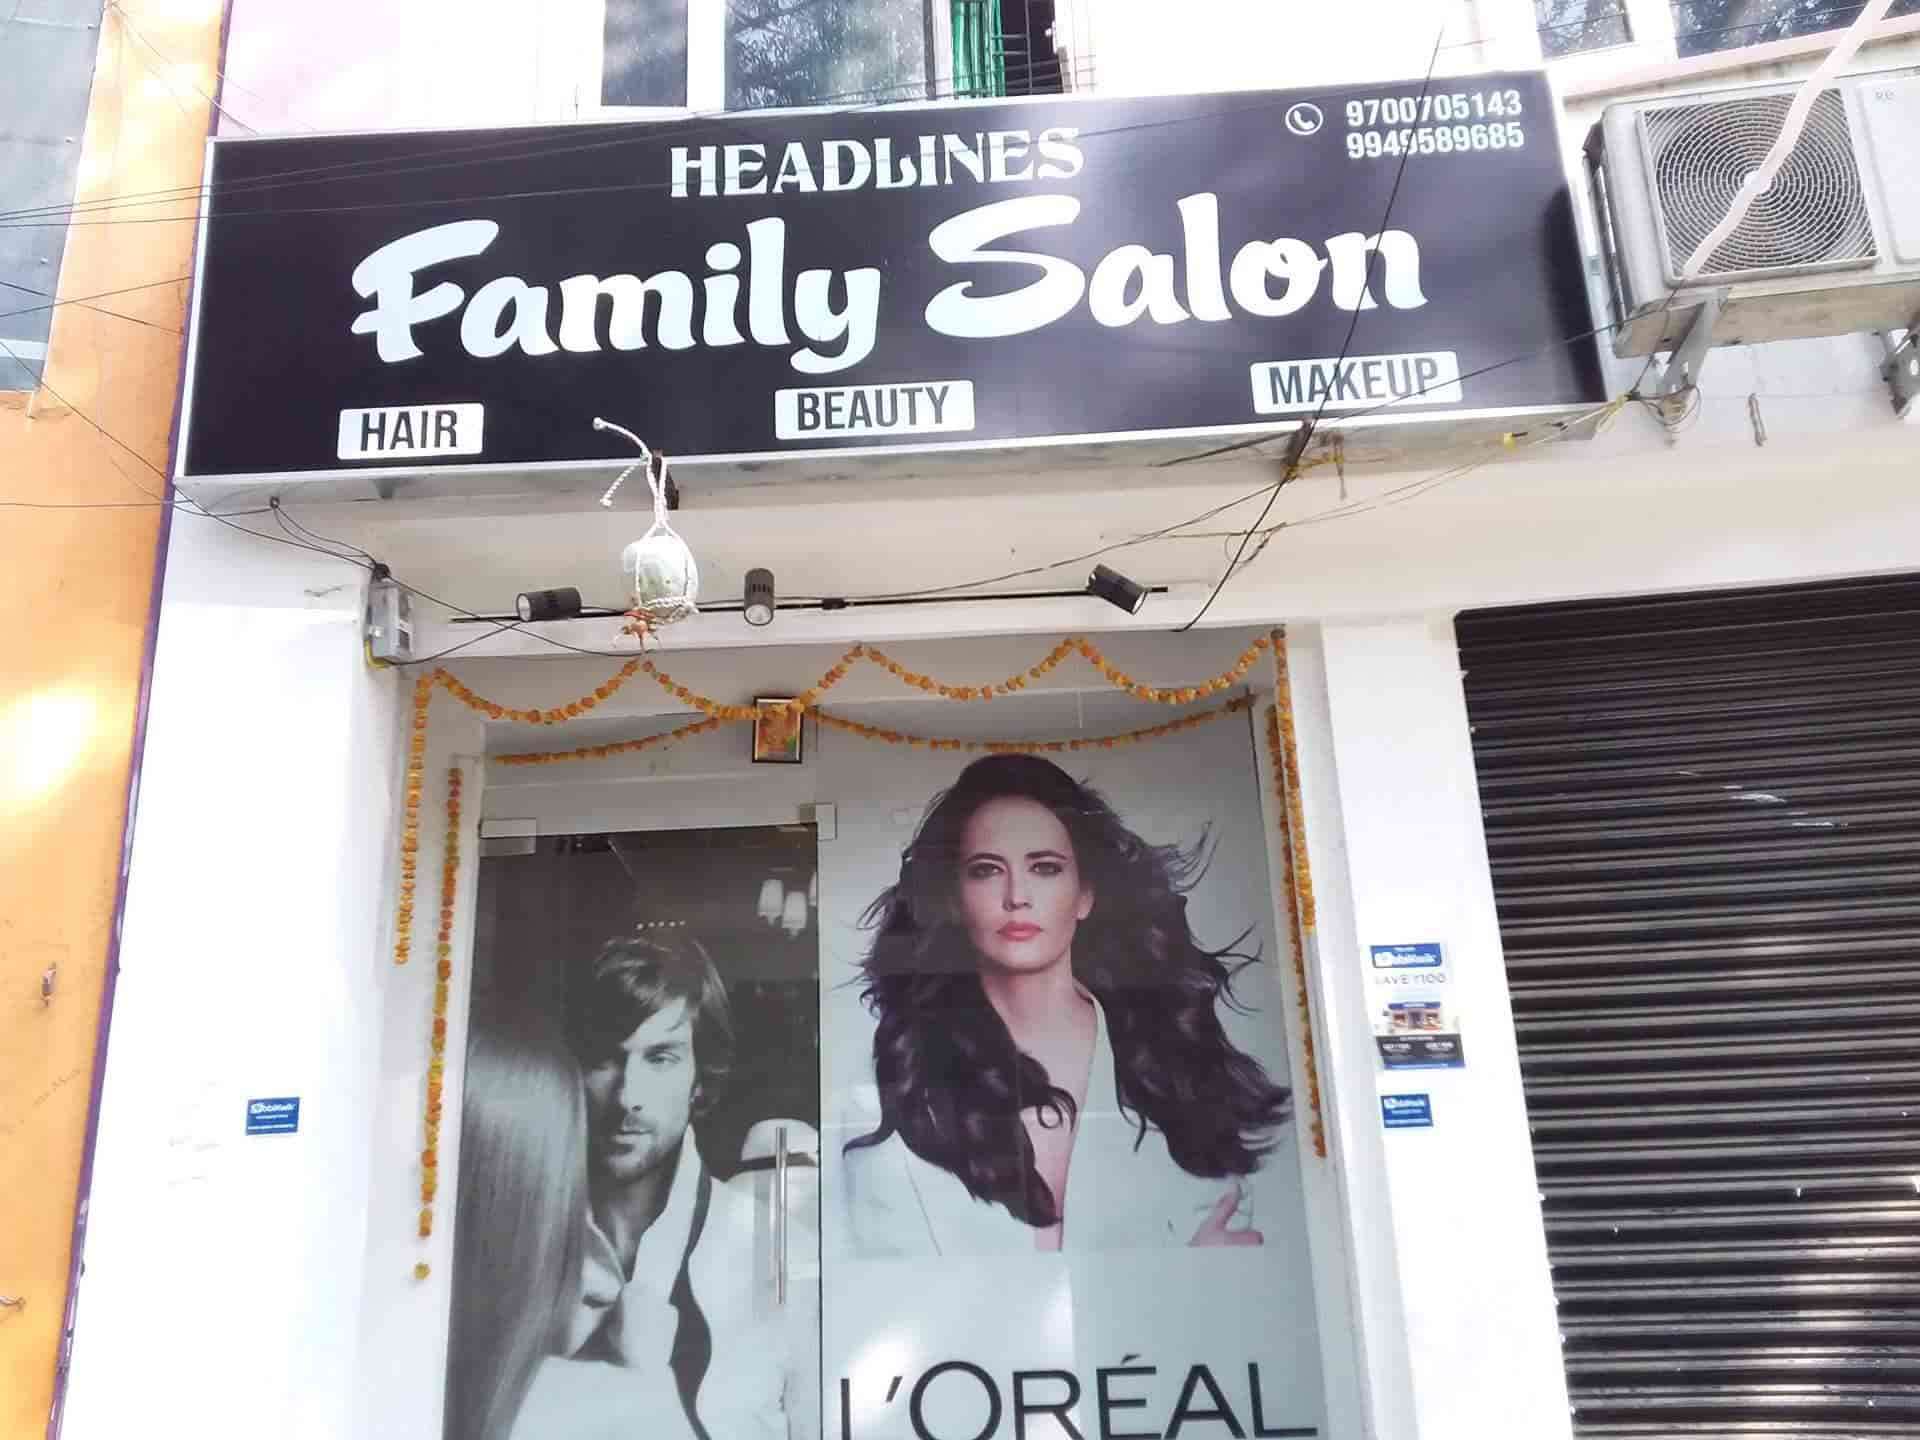 9700705143
9949589685
HEADLINES
Family Salon
HAIR BEAUTY MAKEUP
L'ORÉAL